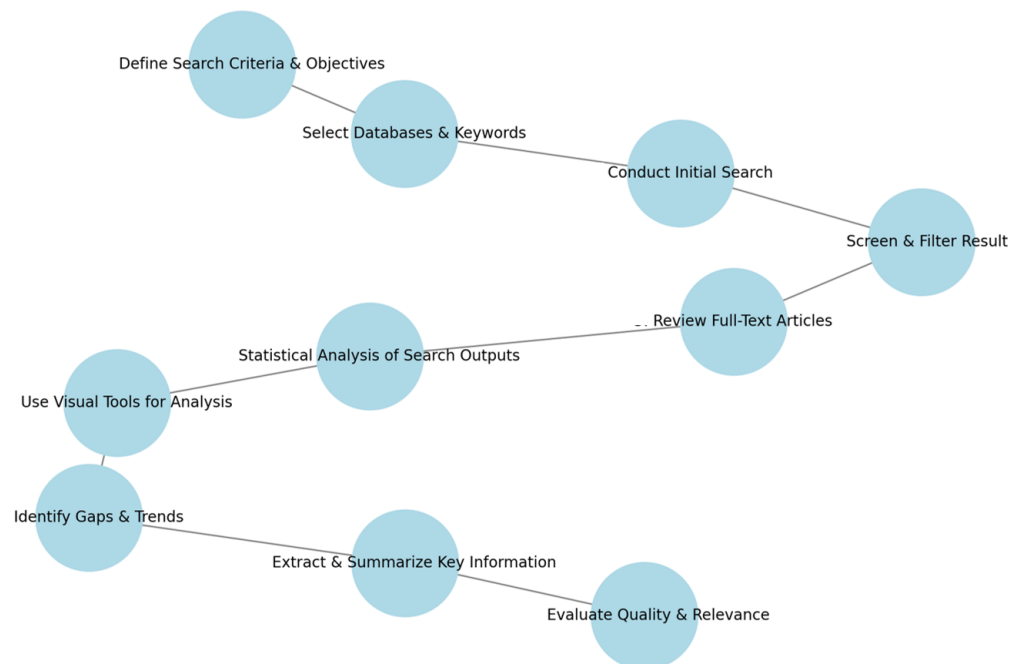 Define Search Criteria & Objectives
Select Databases & Keywords
Conduct Initial Search
Screen & Filter Result
Review Full-Text Articles
Statistical Analysis of Search Outputs
Use Visual Tools for Analysis
Identify Gaps & Trends
Extract & Summarize Key Information
Evaluate Quality & Relevance